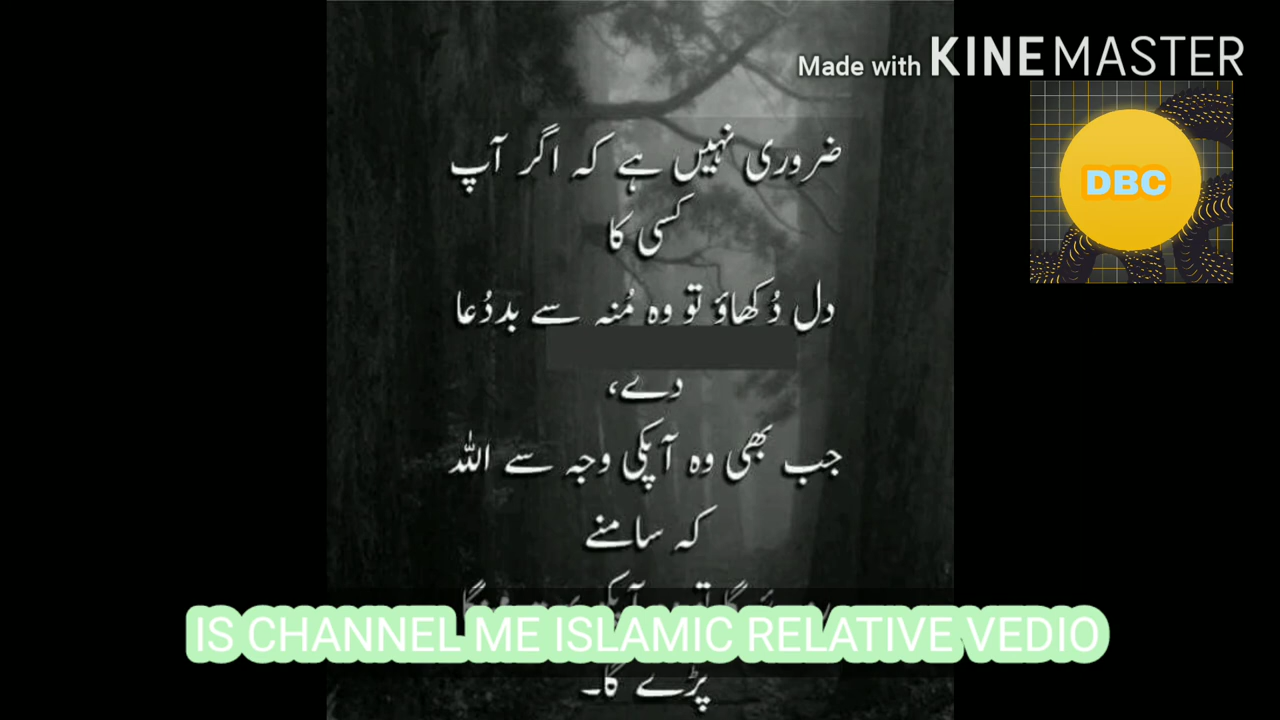 Made with KINEMASTER
DBC
ضروری نہیں ہے کہ اگر آپ
کسی کا
دل دُکھاؤ تو وہ مُنہ سے بددُعا
دے،
جب بھی وہ آپکی وجہ سے اللہ
کہ سامنے
IS CHANNEL ME ISLAMIC RELATIVE VEDIO
پڑے گا۔